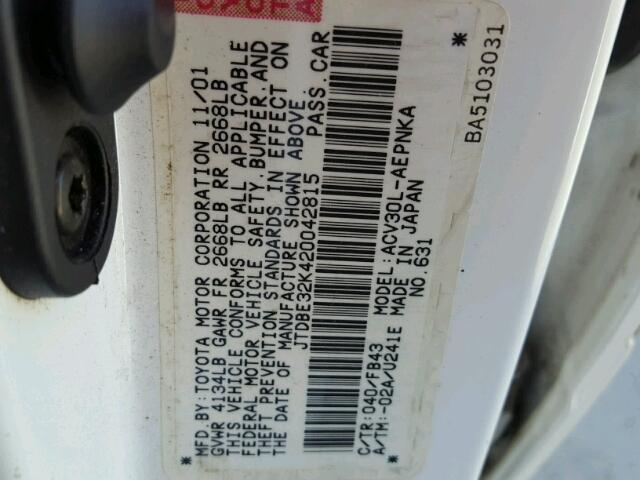 MFD. BY: TOYOTA MOTOR CORPORATION 11/01
GVWR 4134LB GAWR FR 2668LB RR 2668LB
THIS VEHICLE CONFORMS TO ALL APPLICABLE
FEDERAL MOTOR VEHICLE SAFETY, BUMPER, AND
THEFT PREVENTION STANDARDS IN EFFECT ON
THE DATE OF MANUFACTURE SHOWN ABOVE.
JTDBE32K420042815 PASS. CAR
C/TR: 040/FB43 MODEL: ACV30L-AEPNKA
A/TM: -02A/U241E MADE IN JAPAN
NO. 631
* *
BA5103031